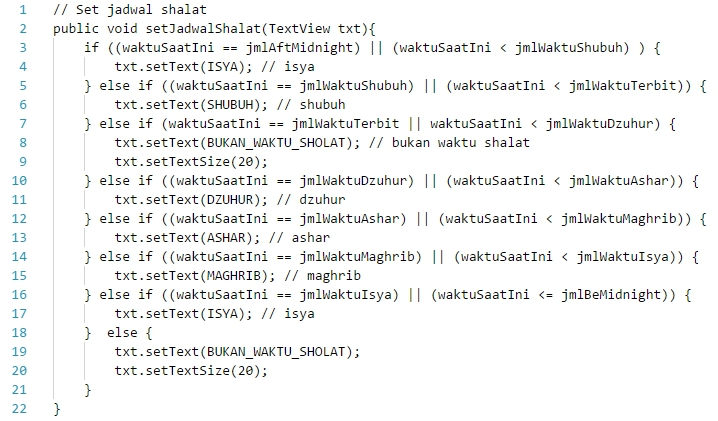 1 // Set jadwal shalat
2 public void setJadwalShalat(TextView txt){
3     if ((waktuSaatIni == jmlAftMidnight) || (waktuSaatIni < jmlWaktuShubuh) ) {
4         txt.setText(ISYA); // isya
5     } else if ((waktuSaatIni == jmlWaktuShubuh) || (waktuSaatIni < jmlWaktuTerbit)) {
6         txt.setText(SHUBUH); // shubuh
7     } else if (waktuSaatIni == jmlWaktuTerbit || waktuSaatIni < jmlWaktuDzuhur) {
8         txt.setText(BUKAN_WAKTU_SHOLAT); // bukan waktu shalat
9         txt.setTextSize(20);
10     } else if ((waktuSaatIni == jmlWaktuDzuhur) || (waktuSaatIni < jmlWaktuAshar)) {
11         txt.setText(DZUHUR); // dzuhur
12     } else if ((waktuSaatIni == jmlWaktuAshar) || (waktuSaatIni < jmlWaktuMaghrib)) {
13         txt.setText(ASHAR); // ashar
14     } else if ((waktuSaatIni == jmlWaktuMaghrib) || (waktuSaatIni < jmlWaktuIsya)) {
15         txt.setText(MAGHRIB); // maghrib
16     } else if ((waktuSaatIni == jmlWaktuIsya) || (waktuSaatIni <= jmlBeMidnight)) {
17         txt.setText(ISYA); // isya
18     }  else {
19         txt.setText(BUKAN_WAKTU_SHOLAT);
20         txt.setTextSize(20);
21     }
22 }